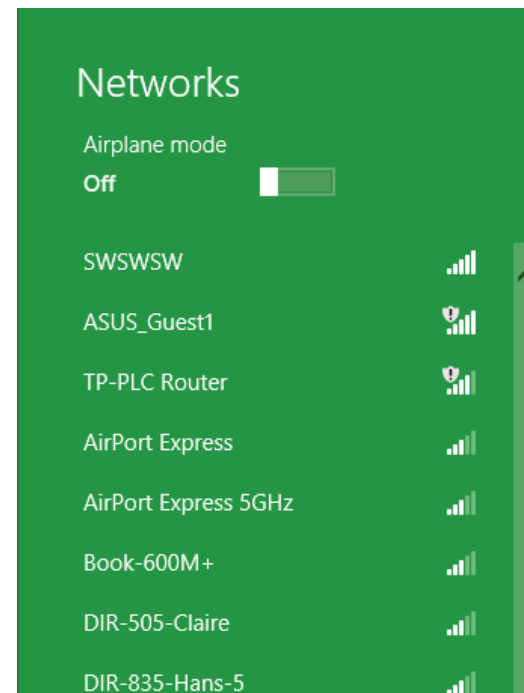 Networks
Airplane mode
Off
SWSWSW
ASUS_Guest1
TP-PLC Router
AirPort Express
AirPort Express 5GHz
Book-600M+
DIR-505-Claire
DIR-835-Hans-5